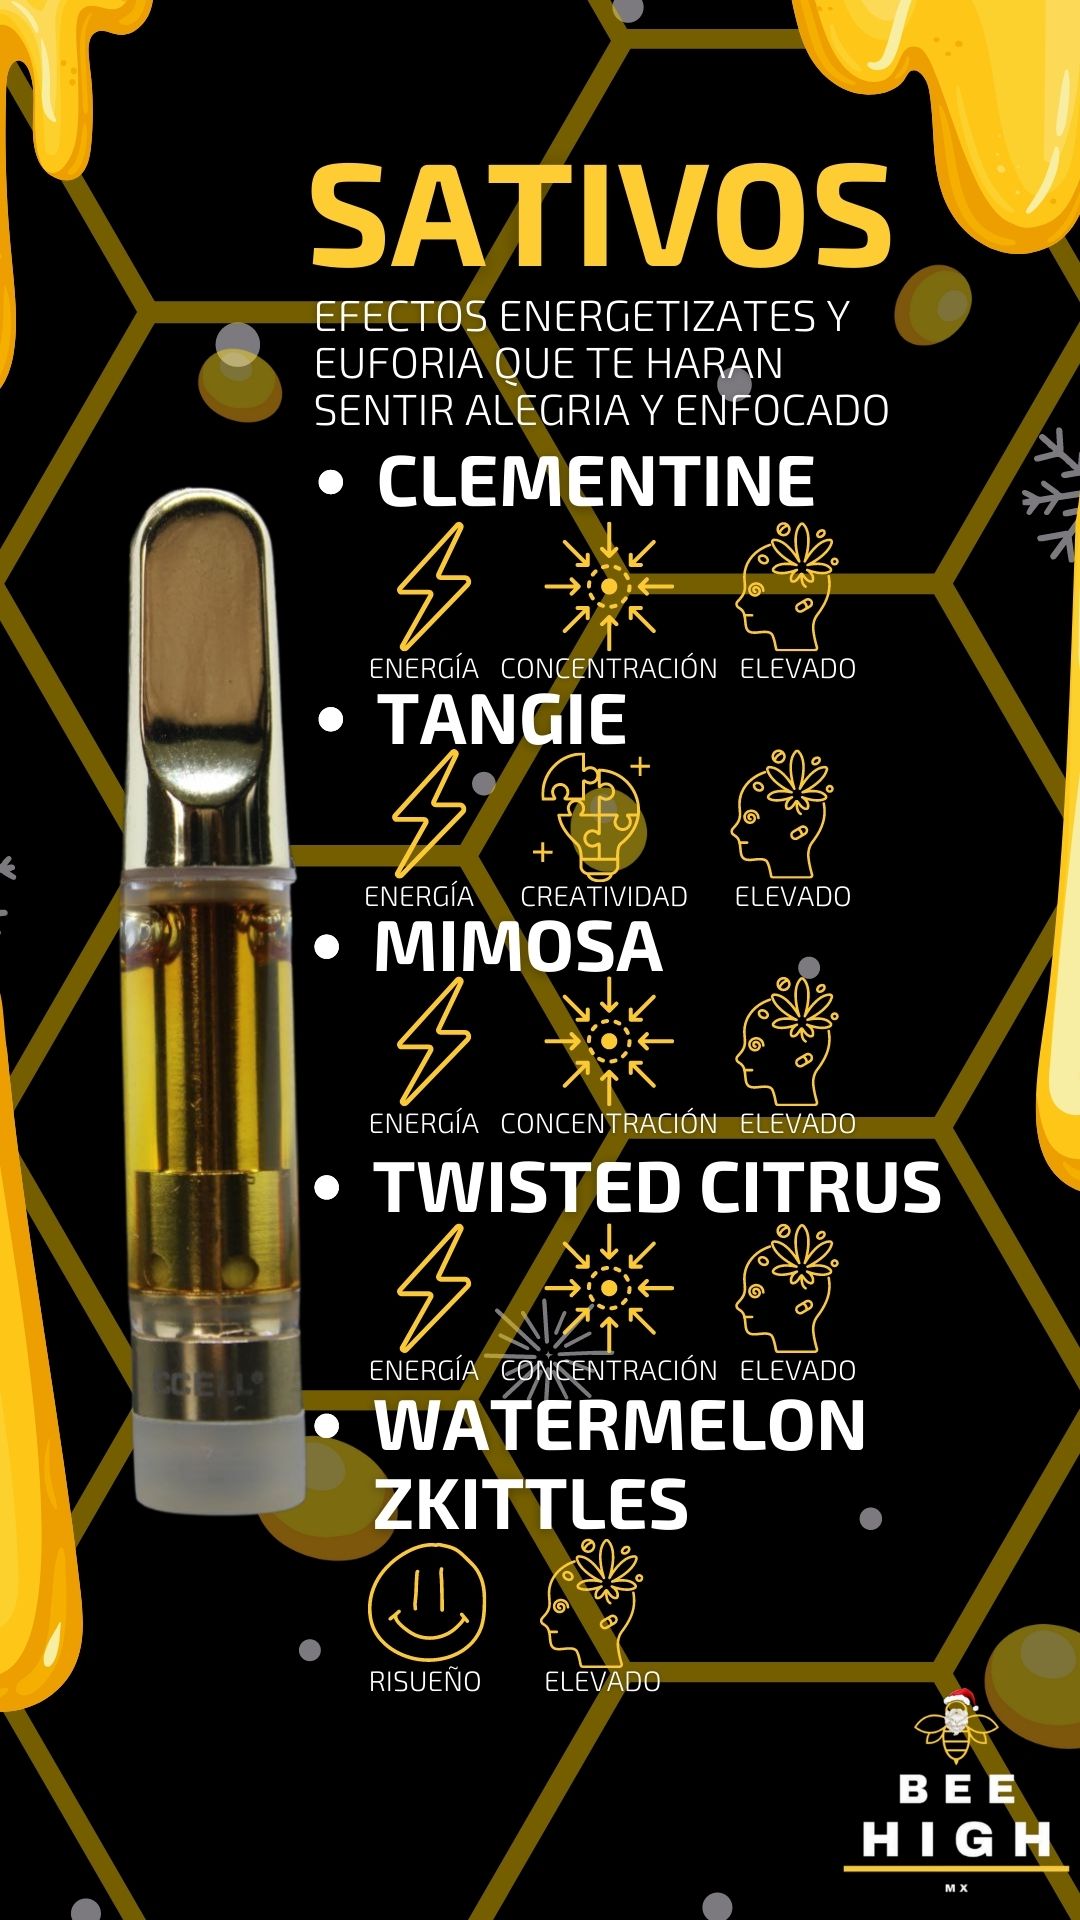 SATIVOS
EFECTOS ENERGETIZATES Y
EUFORIA QUE TE HARAN
SENTIR ALEGRIA Y ENFOCADO
• CLEMENTINE
ENERGÍA CONCENTRACIÓN ELEVADO
• TANGIE
ENERGÍA CREATIVIDAD ELEVADO
• MIMOSA
ENERGÍA CONCENTRACIÓN ELEVADO
• TWISTED CITRUS
ENERGÍA CONCENTRACIÓN ELEVADO
• WATERMELON
ZKITTLES
RISUEÑO ELEVADO
CCELL®
BEE
HIGH
MX